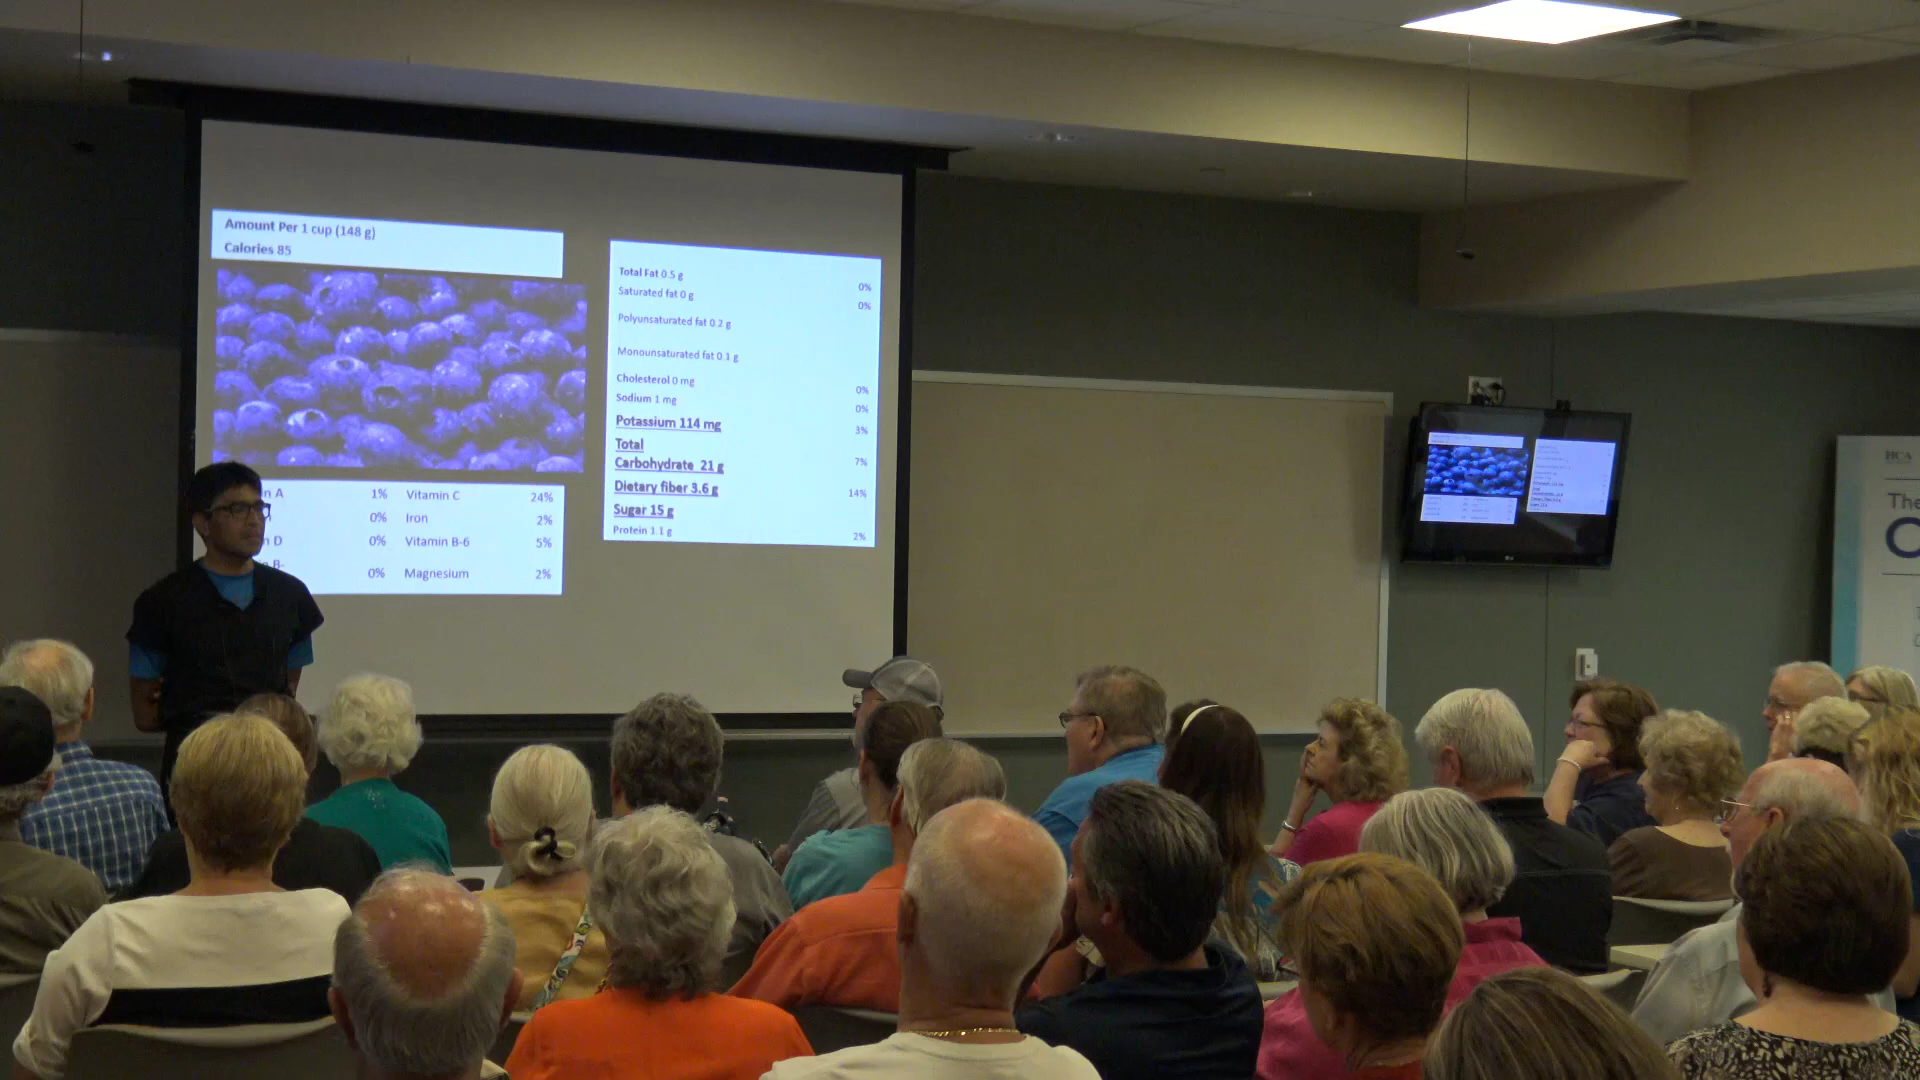 Amount Per 1 cup (148 g)
Calories 85
Total Fat 0.5 g 0%
Saturated fat 0 g 0%
Polyunsaturated fat 0.2 g
Monounsaturated fat 0.1 g
Cholesterol 0 mg 0%
Sodium 1 mg 0%
Potassium 114 mg 3%
Total
Carbohydrate 21 g 7%
Dietary fiber 3.6 g 14%
Sugar 15 g
Protein 1.1 g 2%
n A 1% Vitamin C 24%
0% Iron 2%
n D 0% Vitamin B-6 5%
B-
0% Magnesium 2%
HCA
The
LG